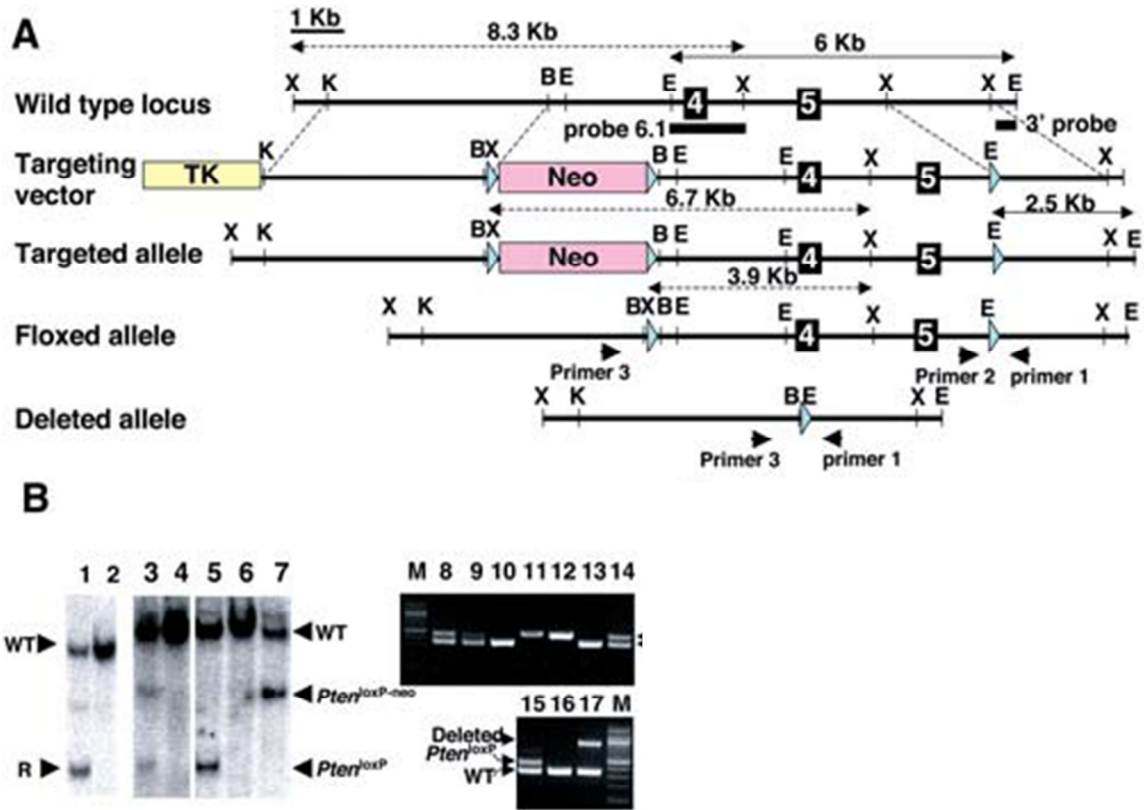 A
1 Kb
8.3 Kb
6 Kb
X K B E E X X X E
Wild type locus
4 5
probe 6.1
3' probe
Targeting vector
K BX B E E X E X
TK
Neo
4 5
6.7 Kb
2.5 Kb
X K BX B E E X E X E
Targeted allele
Neo
4 5
3.9 Kb
X K BXBE E X E X E
Floxed allele
4 5
Primer 3
Primer 2
primer 1
X K BE X E
Deleted allele
Primer 3
primer 1
B
1 2 3 4 5 6 7
WT
R
WT
Pten loxP-neo
Pten loxP
M 8 9 10 11 12 13 14
15 16 17 M
Deleted
Pten loxP
WT